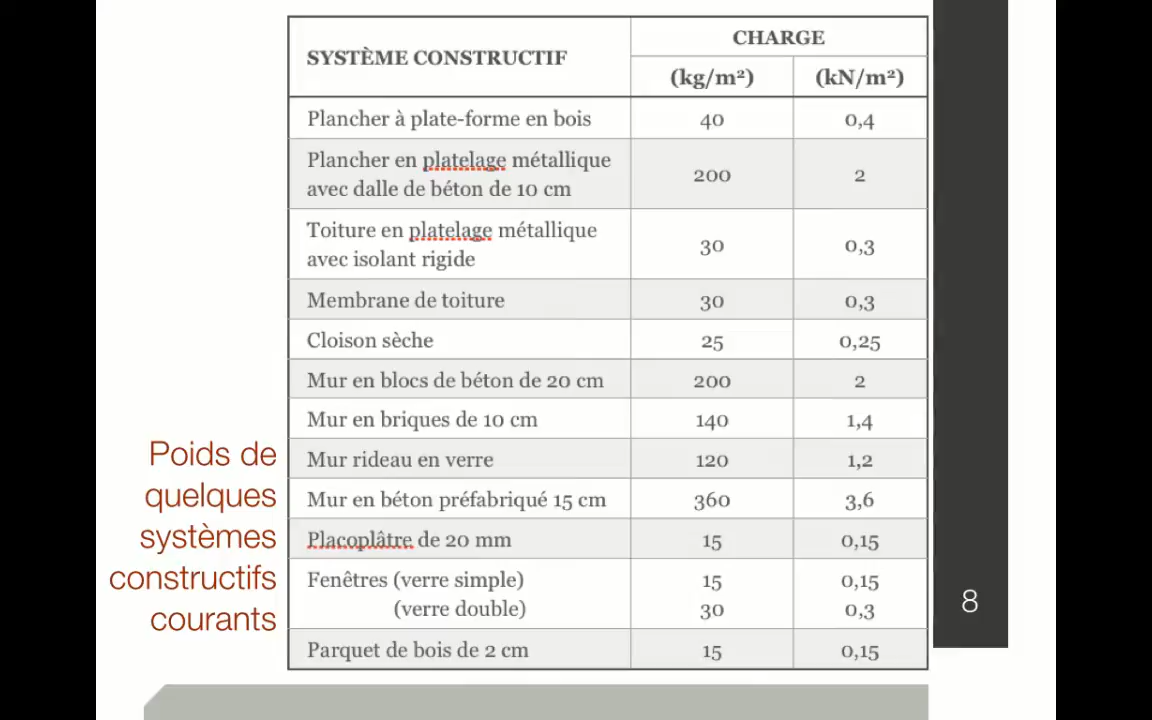 SYSTÈME CONSTRUCTIF
CHARGE
(kg/m²) (kN/m²)
Plancher à plate-forme en bois 40 0,4
Plancher en platelage métallique
avec dalle de béton de 10 cm 200 2
Toiture en platelage métallique
avec isolant rigide 30 0,3
Membrane de toiture 30 0,3
Cloison sèche 25 0,25
Mur en blocs de béton de 20 cm 200 2
Mur en briques de 10 cm 140 1,4
Mur rideau en verre 120 1,2
Mur en béton préfabriqué 15 cm 360 3,6
Placoplâtre de 20 mm 15 0,15
Fenêtres (verre simple) 15 0,15
(verre double) 30 0,3
Parquet de bois de 2 cm 15 0,15
Poids de
quelques
systèmes
constructifs
courants
8